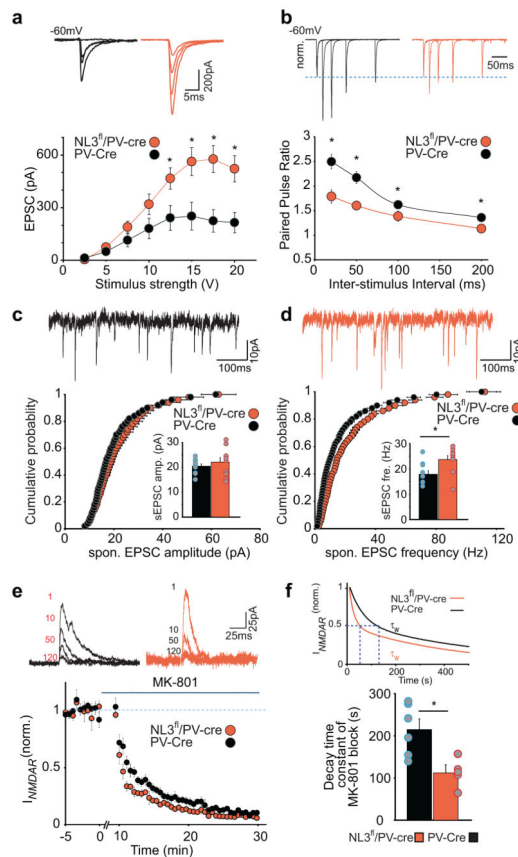 a
-60mV
200pA
5ms
NL3fl/PV-cre
PV-Cre
EPSC (pA)
600
300
0
* * * *
0 5 10 15 20
Stimulus strength (V)
b
-60mV
norm.
50ms
NL3fl/PV-cre
PV-Cre
Paired Pulse Ratio
3
2.5
2
1.5
1
* * * *
0 50 100 150 200
Inter-stimulus Interval (ms)
c
10pA
100ms
NL3fl/PV-cre
PV-Cre
Cumulative probablity
1
0.8
0.6
0.4
0.2
0
sEPSC amp. (pA)
30
20
10
0
0 20 40 60 80
spon. EPSC amplitude (pA)
d
10pA
100ms
NL3fl/PV-cre
PV-Cre
Cumulative probability
1
0.8
0.6
0.4
0.2
0
sEPSC fre. (Hz)
30
20
10
0
*
0 40 80 120
spon. EPSC frequency (Hz)
e
1
10
50
120
1
10
50
120
25pA
25ms
MK-801
NL3fl/PV-cre
PV-Cre
INMDAR(norm.)
1
0.5
0
-5 0 10 20 30
Time (min)
f
NL3fl/PV-cre
PV-Cre
INMDAR (norm.)
1
0.5
0
τw
τw
0 200 400
Time (s)
Decay time
constant of
MK-801 block (s)
300
200
100
0
*
NL3fl/PV-cre PV-Cre